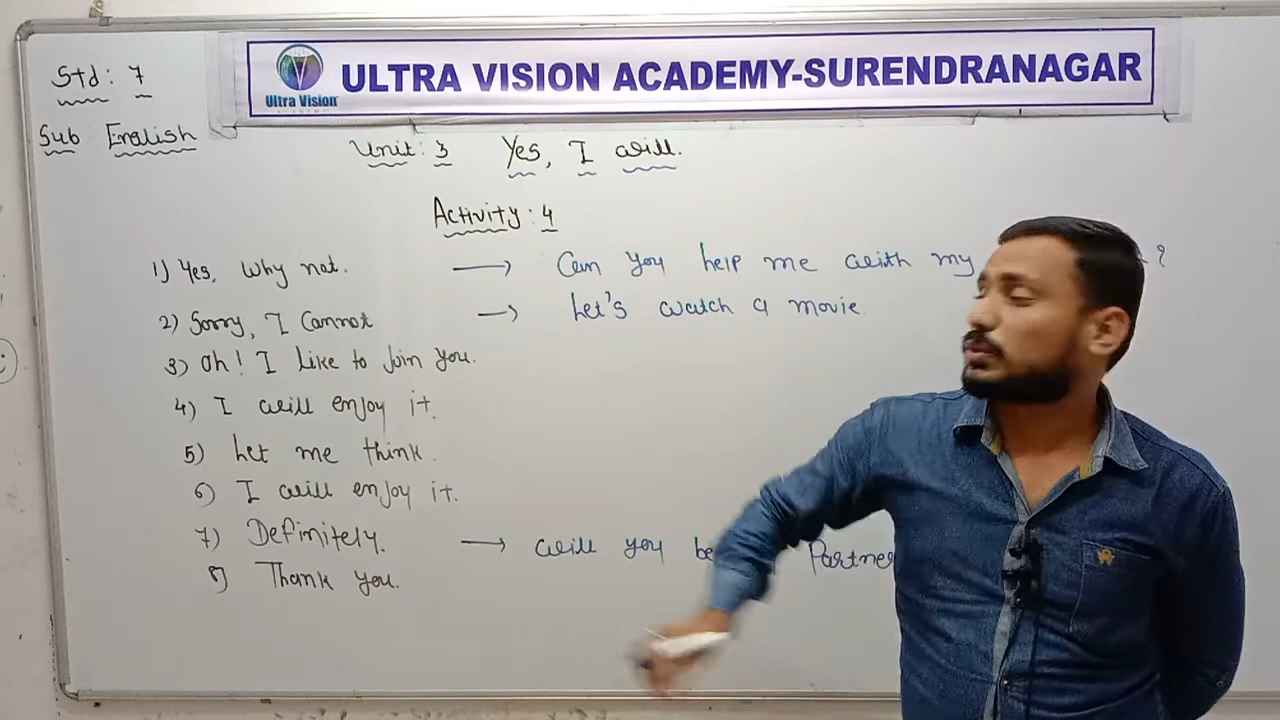 ULTRA VISION ACADEMY-SURENDRANAGAR
Ultra Vision
ACADEMY
Std: 7
Sub English
Unit: 3 Yes, I will.
Activity: 4
1) Yes, Why not. → Can you help me with my ?
2) Sorry, I Cannot → Let's watch a movie.
3) Oh! I Like to Join you.
4) I will enjoy it.
5) Let me think.
6) I will enjoy it.
7) Definitely. → will you be Partner
8) Thank you.